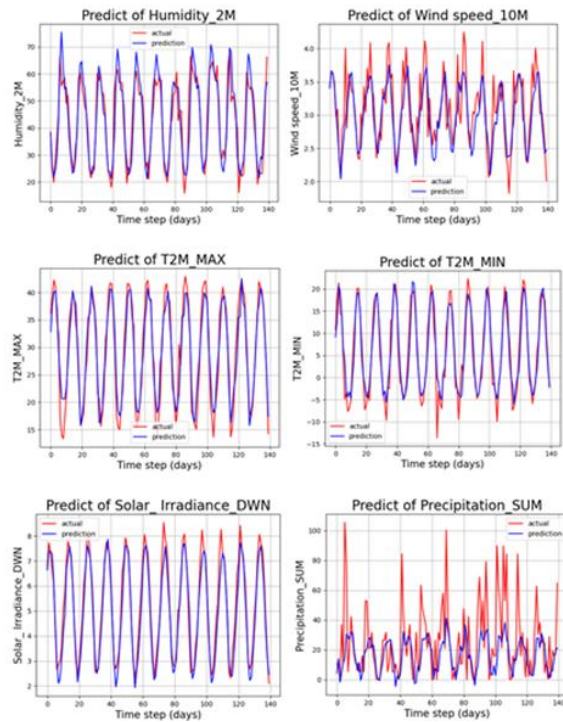 Predict of Humidity_2M
Predict of Wind speed_10M
actual
prediction
Humidity_2M
70
60
50
40
30
20
0 20 40 60 80 100 120 140
Time step (days)
Wind speed_10M
4.0
3.5
3.0
2.5
2.0
actual
prediction
0 20 40 60 80 100 120 140
Time step (days)
Predict of T2M_MAX
Predict of T2M_MIN
T2M_MAX
40
35
30
25
20
15
actual
prediction
0 20 40 60 80 100 120 140
Time step (days)
T2M_MIN
20
15
10
5
0
−5
−10
−15
actual
prediction
0 20 40 60 80 100 120 140
Time step (days)
Predict of Solar_ Irradiance_DWN
Predict of Precipitation_SUM
actual
prediction
Solar_ Irradiance_DWN
8
7
6
5
4
3
2
0 20 40 60 80 100 120 140
Time step (days)
actual
prediction
Precipitation_SUM
100
80
60
40
20
0
0 20 40 60 80 100 120 140
Time step (days)